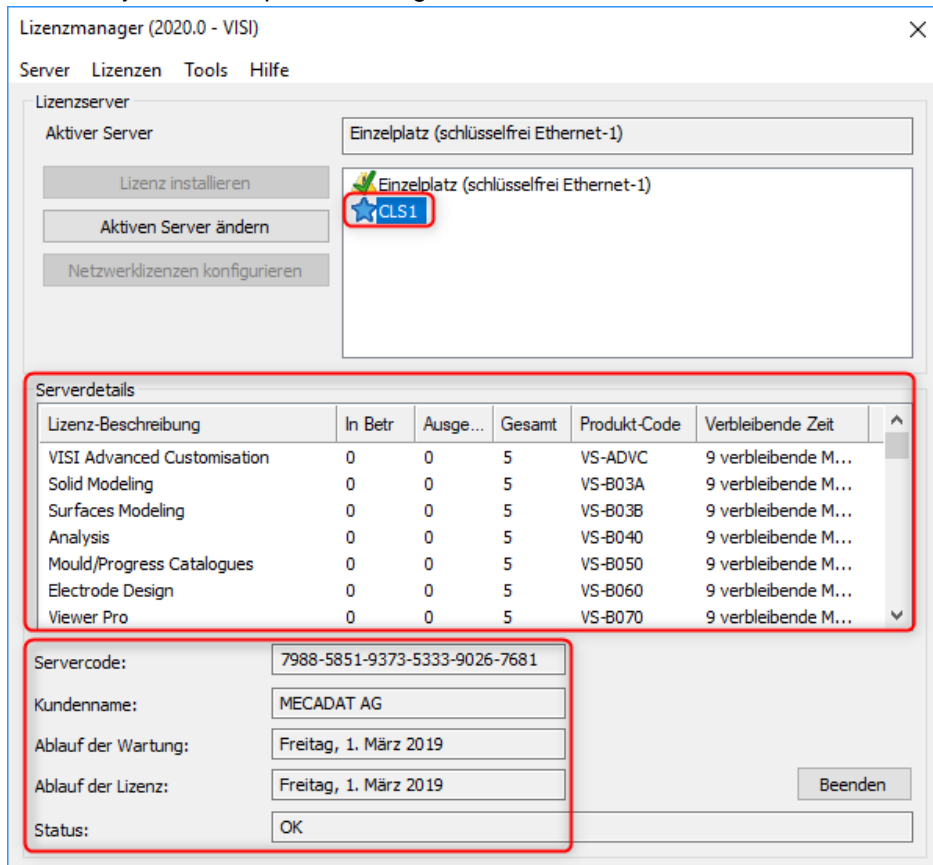 Lizenzmanager (2020.0 - VISI)
Server Lizenzen Tools Hilfe
Lizenzserver
Aktiver Server Einzelplatz (schlüsselfrei Ethernet-1)
Lizenz installieren Einzelplatz (schlüsselfrei Ethernet-1)
CLS1
Aktiven Server ändern
Netzwerklizenzen konfigurieren
Serverdetails
Lizenz-Beschreibung In Betr Ausge... Gesamt Produkt-Code Verbleibende Zeit
VISI Advanced Customisation 0 0 5 VS-ADVC 9 verbleibende M...
Solid Modeling 0 0 5 VS-B03A 9 verbleibende M...
Surfaces Modeling 0 0 5 VS-B03B 9 verbleibende M...
Analysis 0 0 5 VS-B040 9 verbleibende M...
Mould/Progress Catalogues 0 0 5 VS-B050 9 verbleibende M...
Electrode Design 0 0 5 VS-B060 9 verbleibende M...
Viewer Pro 0 0 5 VS-B070 9 verbleibende M...
Servercode: 7988-5851-9373-5333-9026-7681
Kundenname: MECADAT AG
Ablauf der Wartung: Freitag, 1. März 2019
Ablauf der Lizenz: Freitag, 1. März 2019
Beenden
Status: OK